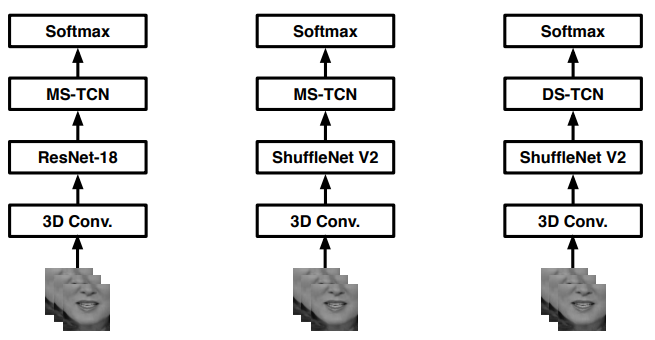 Softmax
MS-TCN
ResNet-18
3D Conv.
Softmax
MS-TCN
ShuffleNet V2
3D Conv.
Softmax
DS-TCN
ShuffleNet V2
3D Conv.